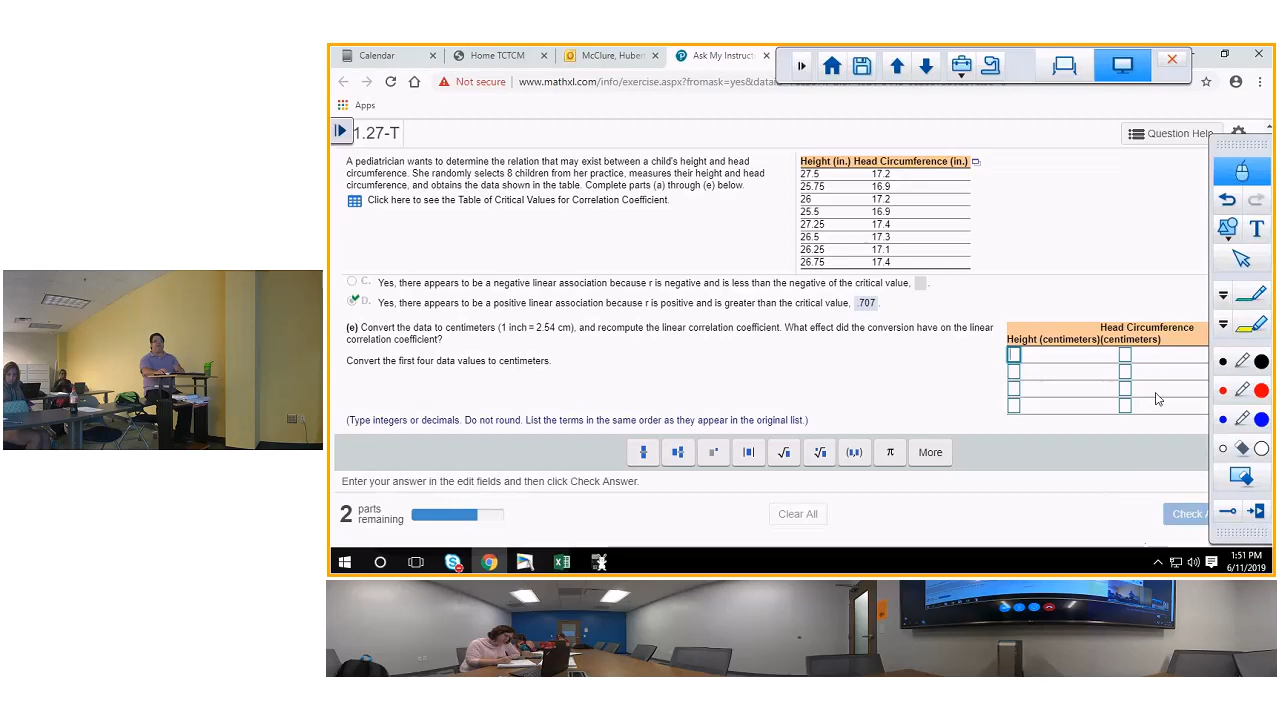 Calendar
Home TCTCM
McClure, Huber
Ask My Instruct
Not secure
www.mathxl.com/info/exercise.aspx?fromask=yes&data
Apps
1.27-T
Question Help
A pediatrician wants to determine the relation that may exist between a child's height and head
circumference. She randomly selects 8 children from her practice, measures their height and head
circumference, and obtains the data shown in the table. Complete parts (a) through (e) below.
Click here to see the Table of Critical Values for Correlation Coefficient.
Height (in.) Head Circumference (in.)
27.5 17.2
25.75 16.9
26 17.2
25.5 16.9
27.25 17.4
26.5 17.3
26.25 17.1
26.75 17.4
C. Yes, there appears to be a negative linear association because r is negative and is less than the negative of the critical value, .
D. Yes, there appears to be a positive linear association because r is positive and is greater than the critical value, .707 .
(e) Convert the data to centimeters (1 inch = 2.54 cm), and recompute the linear correlation coefficient. What effect did the conversion have on the linear
correlation coefficient?
Convert the first four data values to centimeters.
Head Circumference
Height (centimeters)(centimeters)
(Type integers or decimals. Do not round. List the terms in the same order as they appear in the original list.)
More
Enter your answer in the edit fields and then click Check Answer.
2 parts
remaining
Clear All
Check A
T
1:51 PM
6/11/2019